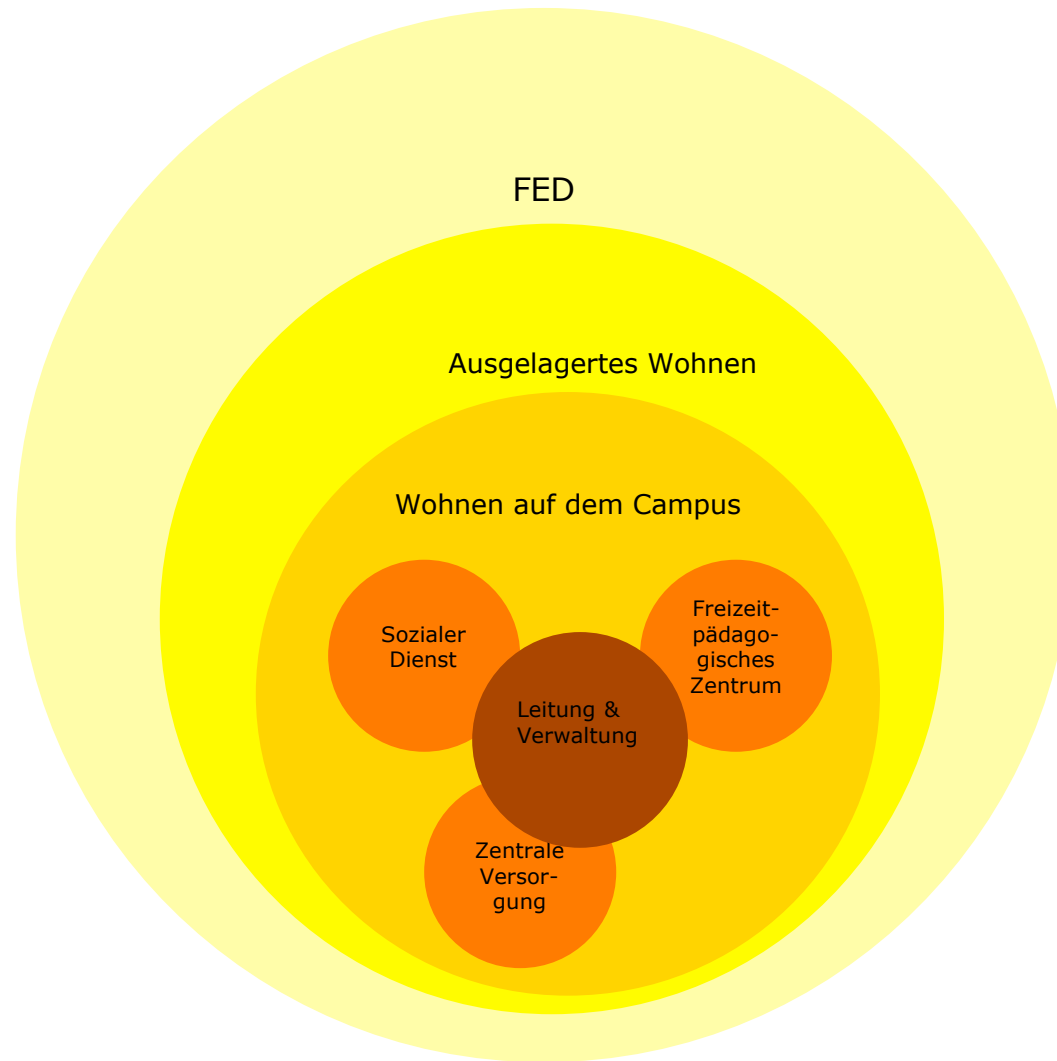 FED
Ausgelagertes Wohnen
Wohnen auf dem Campus
Sozialer
Dienst
Freizeit-
pädago-
gisches
Zentrum
Leitung &
Verwaltung
Zentrale
Versor-
gung